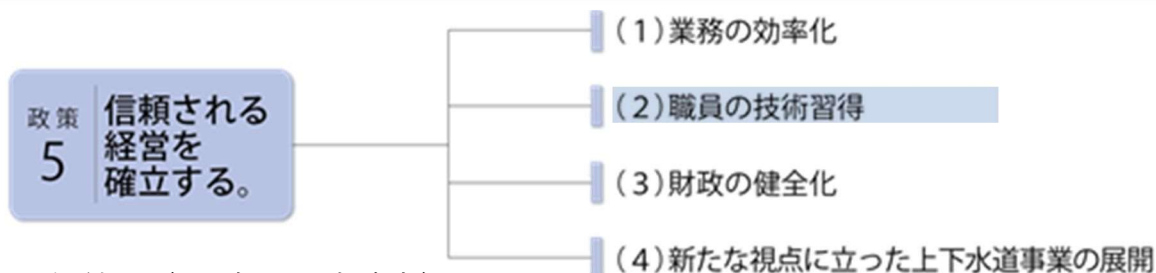 政策
5
信頼される
経営を
確立する。
(1)業務の効率化
(2)職員の技術習得
(3)財政の健全化
(4)新たな視点に立った上下水道事業の展開